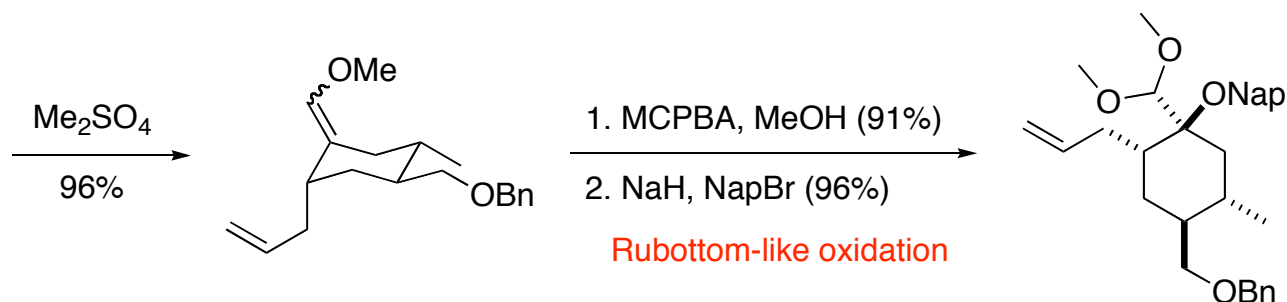 Me2SO4
96%
OMe
OBn
1. MCPBA, MeOH (91%)
2. NaH, NapBr (96%)
Rubottom-like oxidation
O
O
ONap
OBn